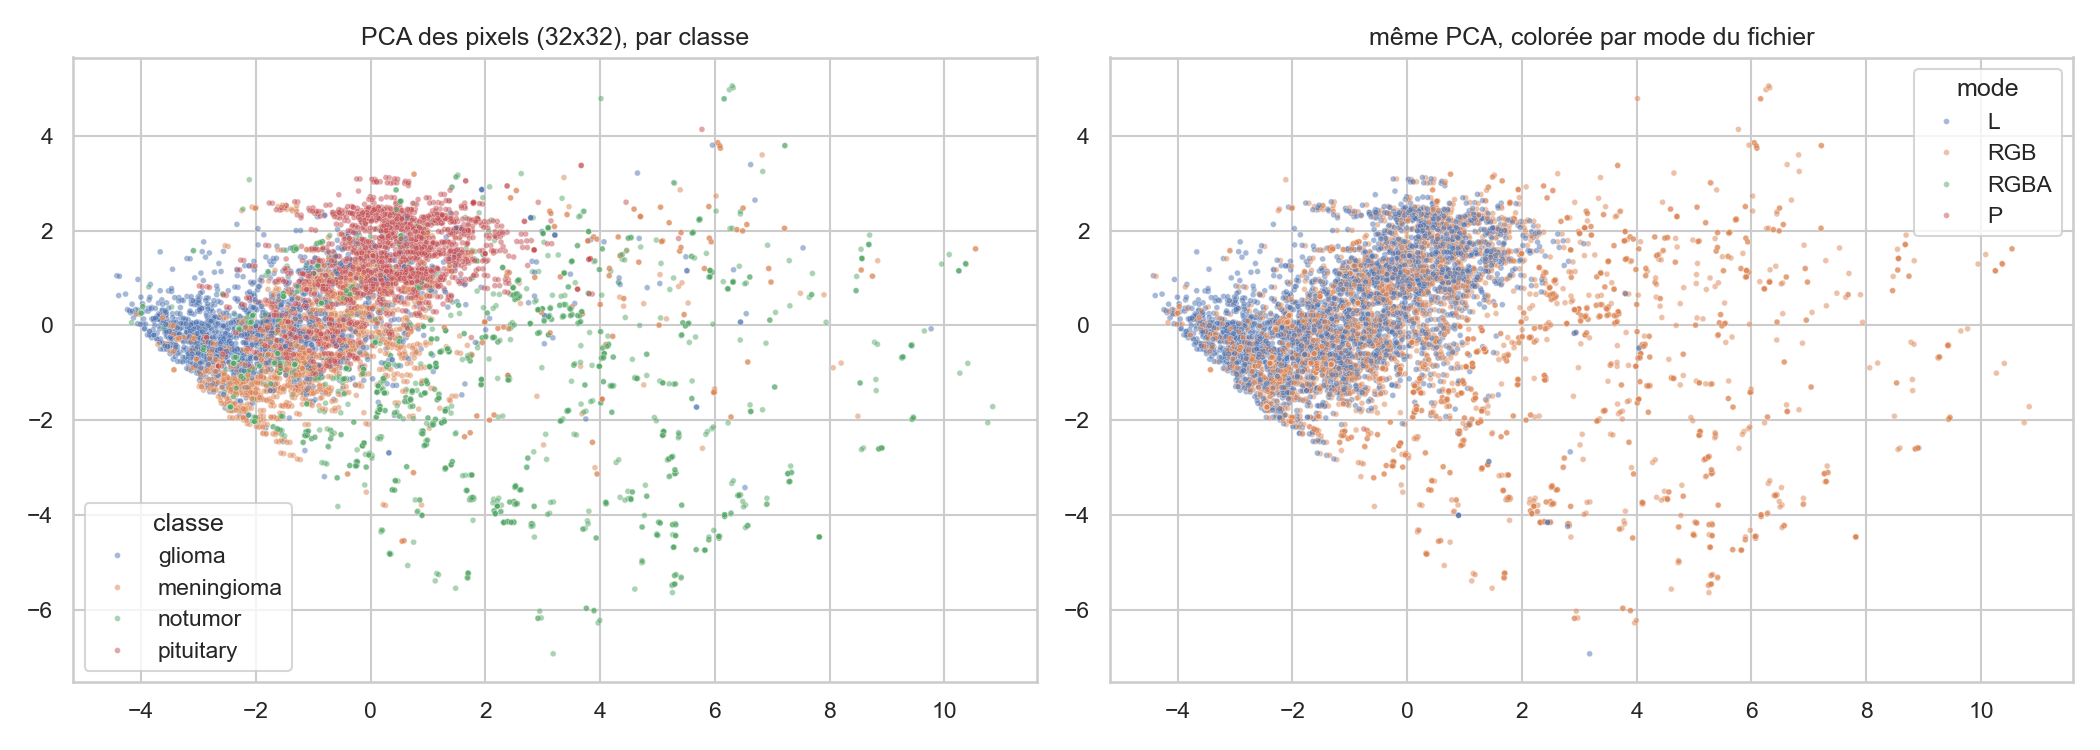 PCA des pixels (32x32), par classe
4
2
0
−2
−4
−6
−4
−2
0
2
4
6
8
10
classe
glioma
meningioma
notumor
pituitary
même PCA, colorée par mode du fichier
4
2
0
−2
−4
−6
−4
−2
0
2
4
6
8
10
mode
L
RGB
RGBA
P